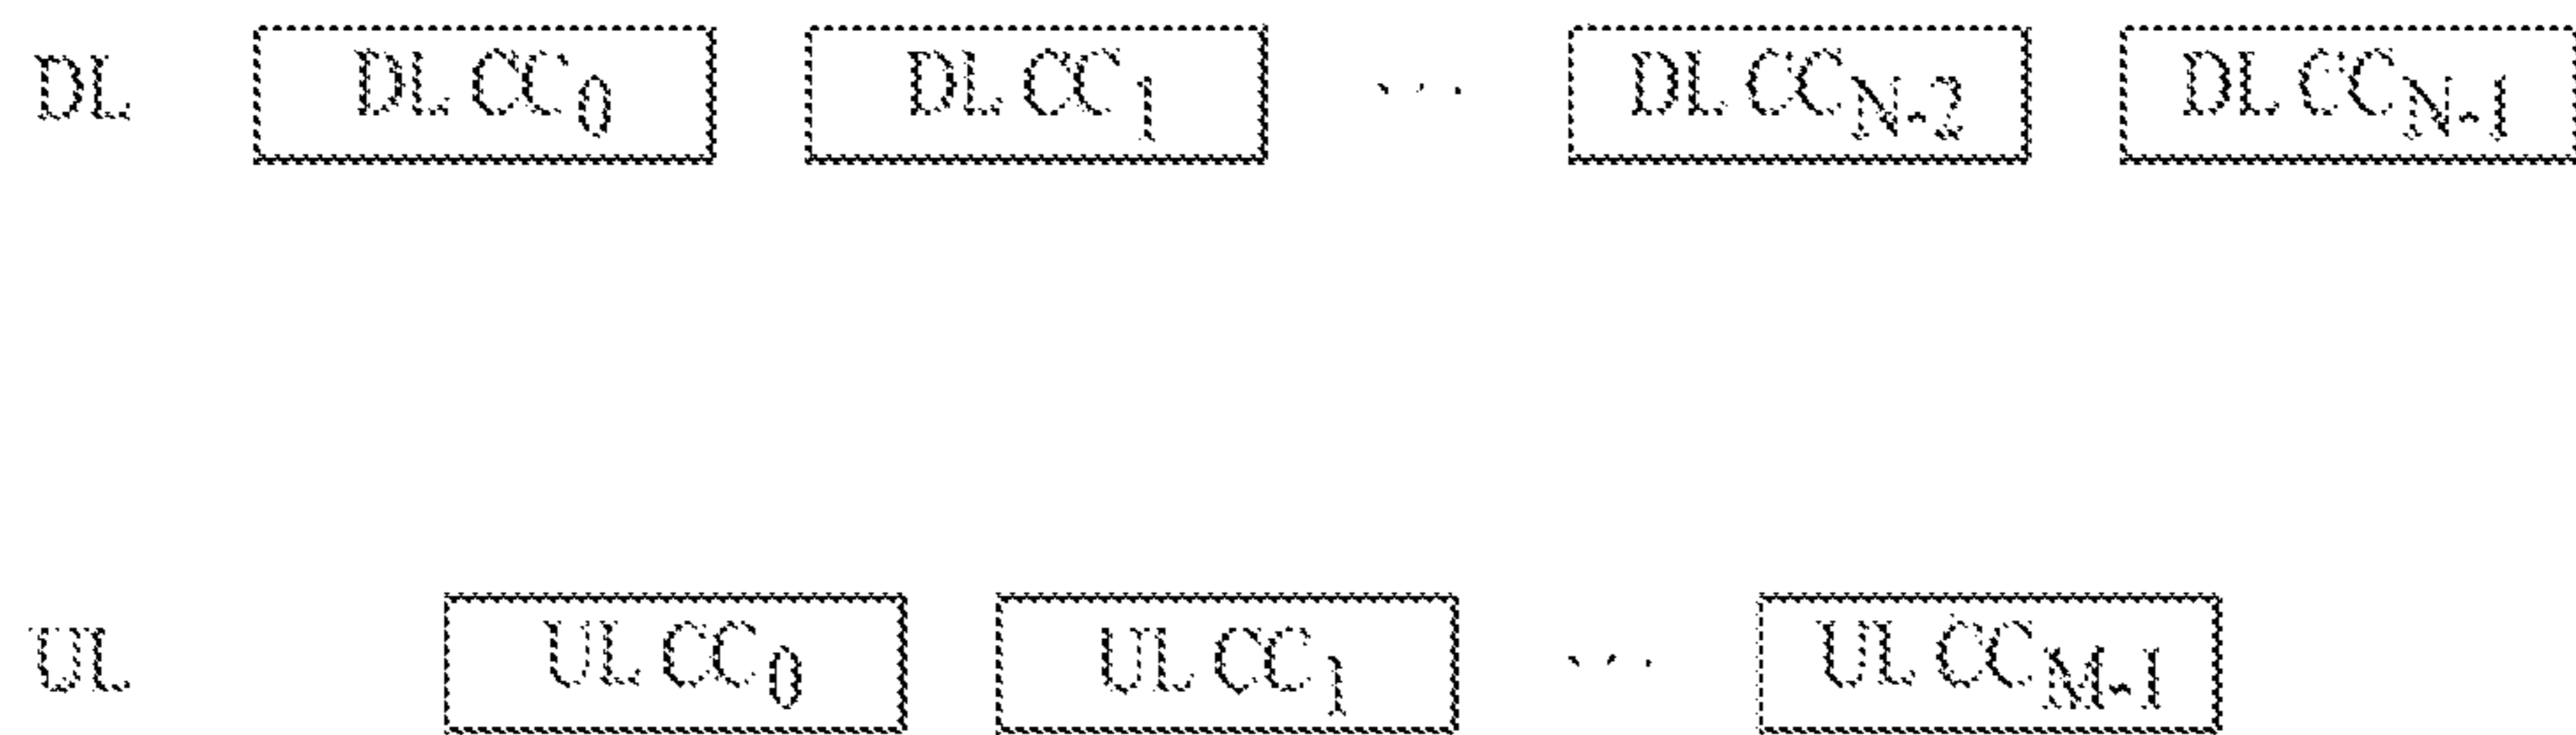 DL DL CC0 DL CC1 ... DL CCN-2 DL CCN-1
UL UL CC0 UL CC1 ... UL CCM-1